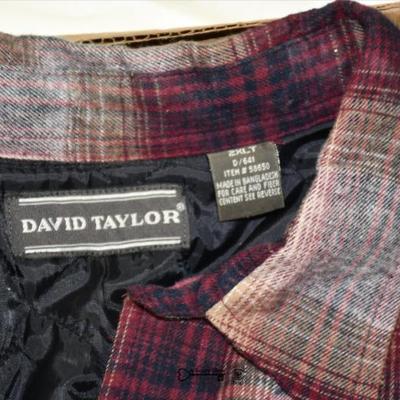 DAVID TAYLOR®
2XLT
D/641
ITEM # 58650
MADE IN BANGLADESH
FOR CARE AND FIBER
CONTENT SEE REVERSE